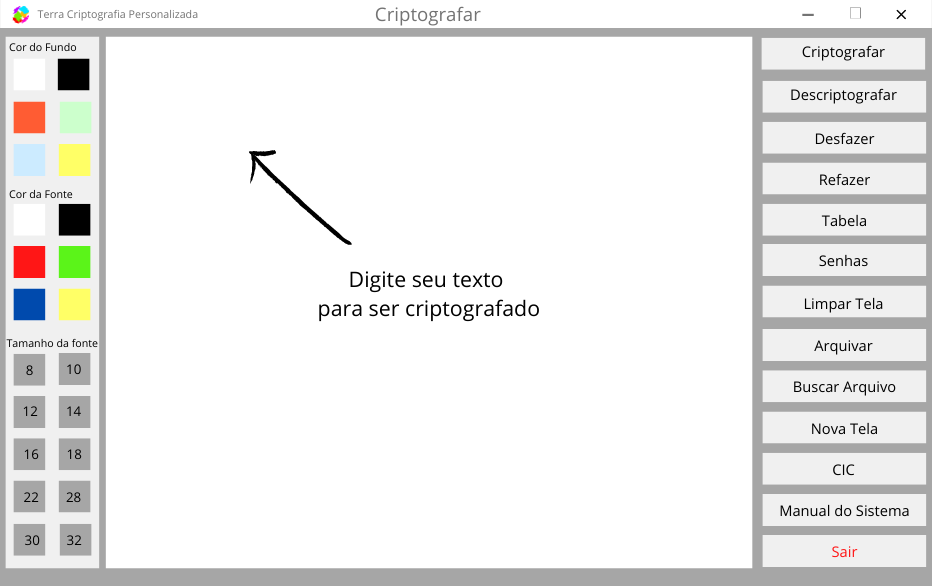 Terra Criptografia Personalizada
Criptografar
Cor do Fundo
Cor da Fonte
Tamanho da fonte
8 10
12 14
16 18
22 28
30 32
Digite seu texto
para ser criptografado
Criptografar
Descriptografar
Desfazer
Refazer
Tabela
Senhas
Limpar Tela
Arquivar
Buscar Arquivo
Nova Tela
CIC
Manual do Sistema
Sair